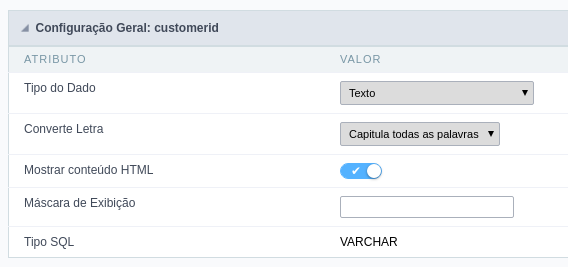 Configuração Geral: customerid
ATRIBUTO VALOR
Tipo do Dado Texto
Converte Letra Capitula todas as palavras
Mostrar conteúdo HTML
Máscara de Exibição
Tipo SQL VARCHAR